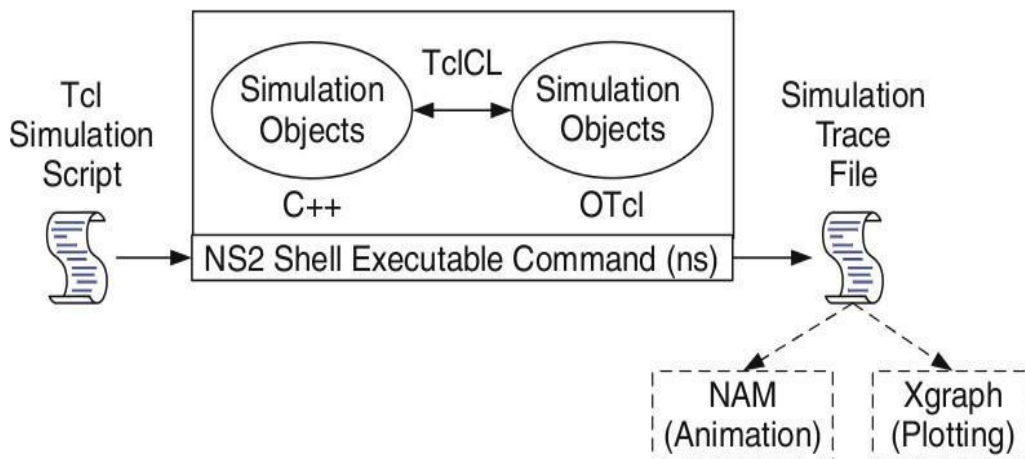 Tcl
Simulation
Script
TclCL
Simulation
Objects
C++
Simulation
Objects
OTcl
NS2 Shell Executable Command (ns)
Simulation
Trace
File
NAM
(Animation)
Xgraph
(Plotting)